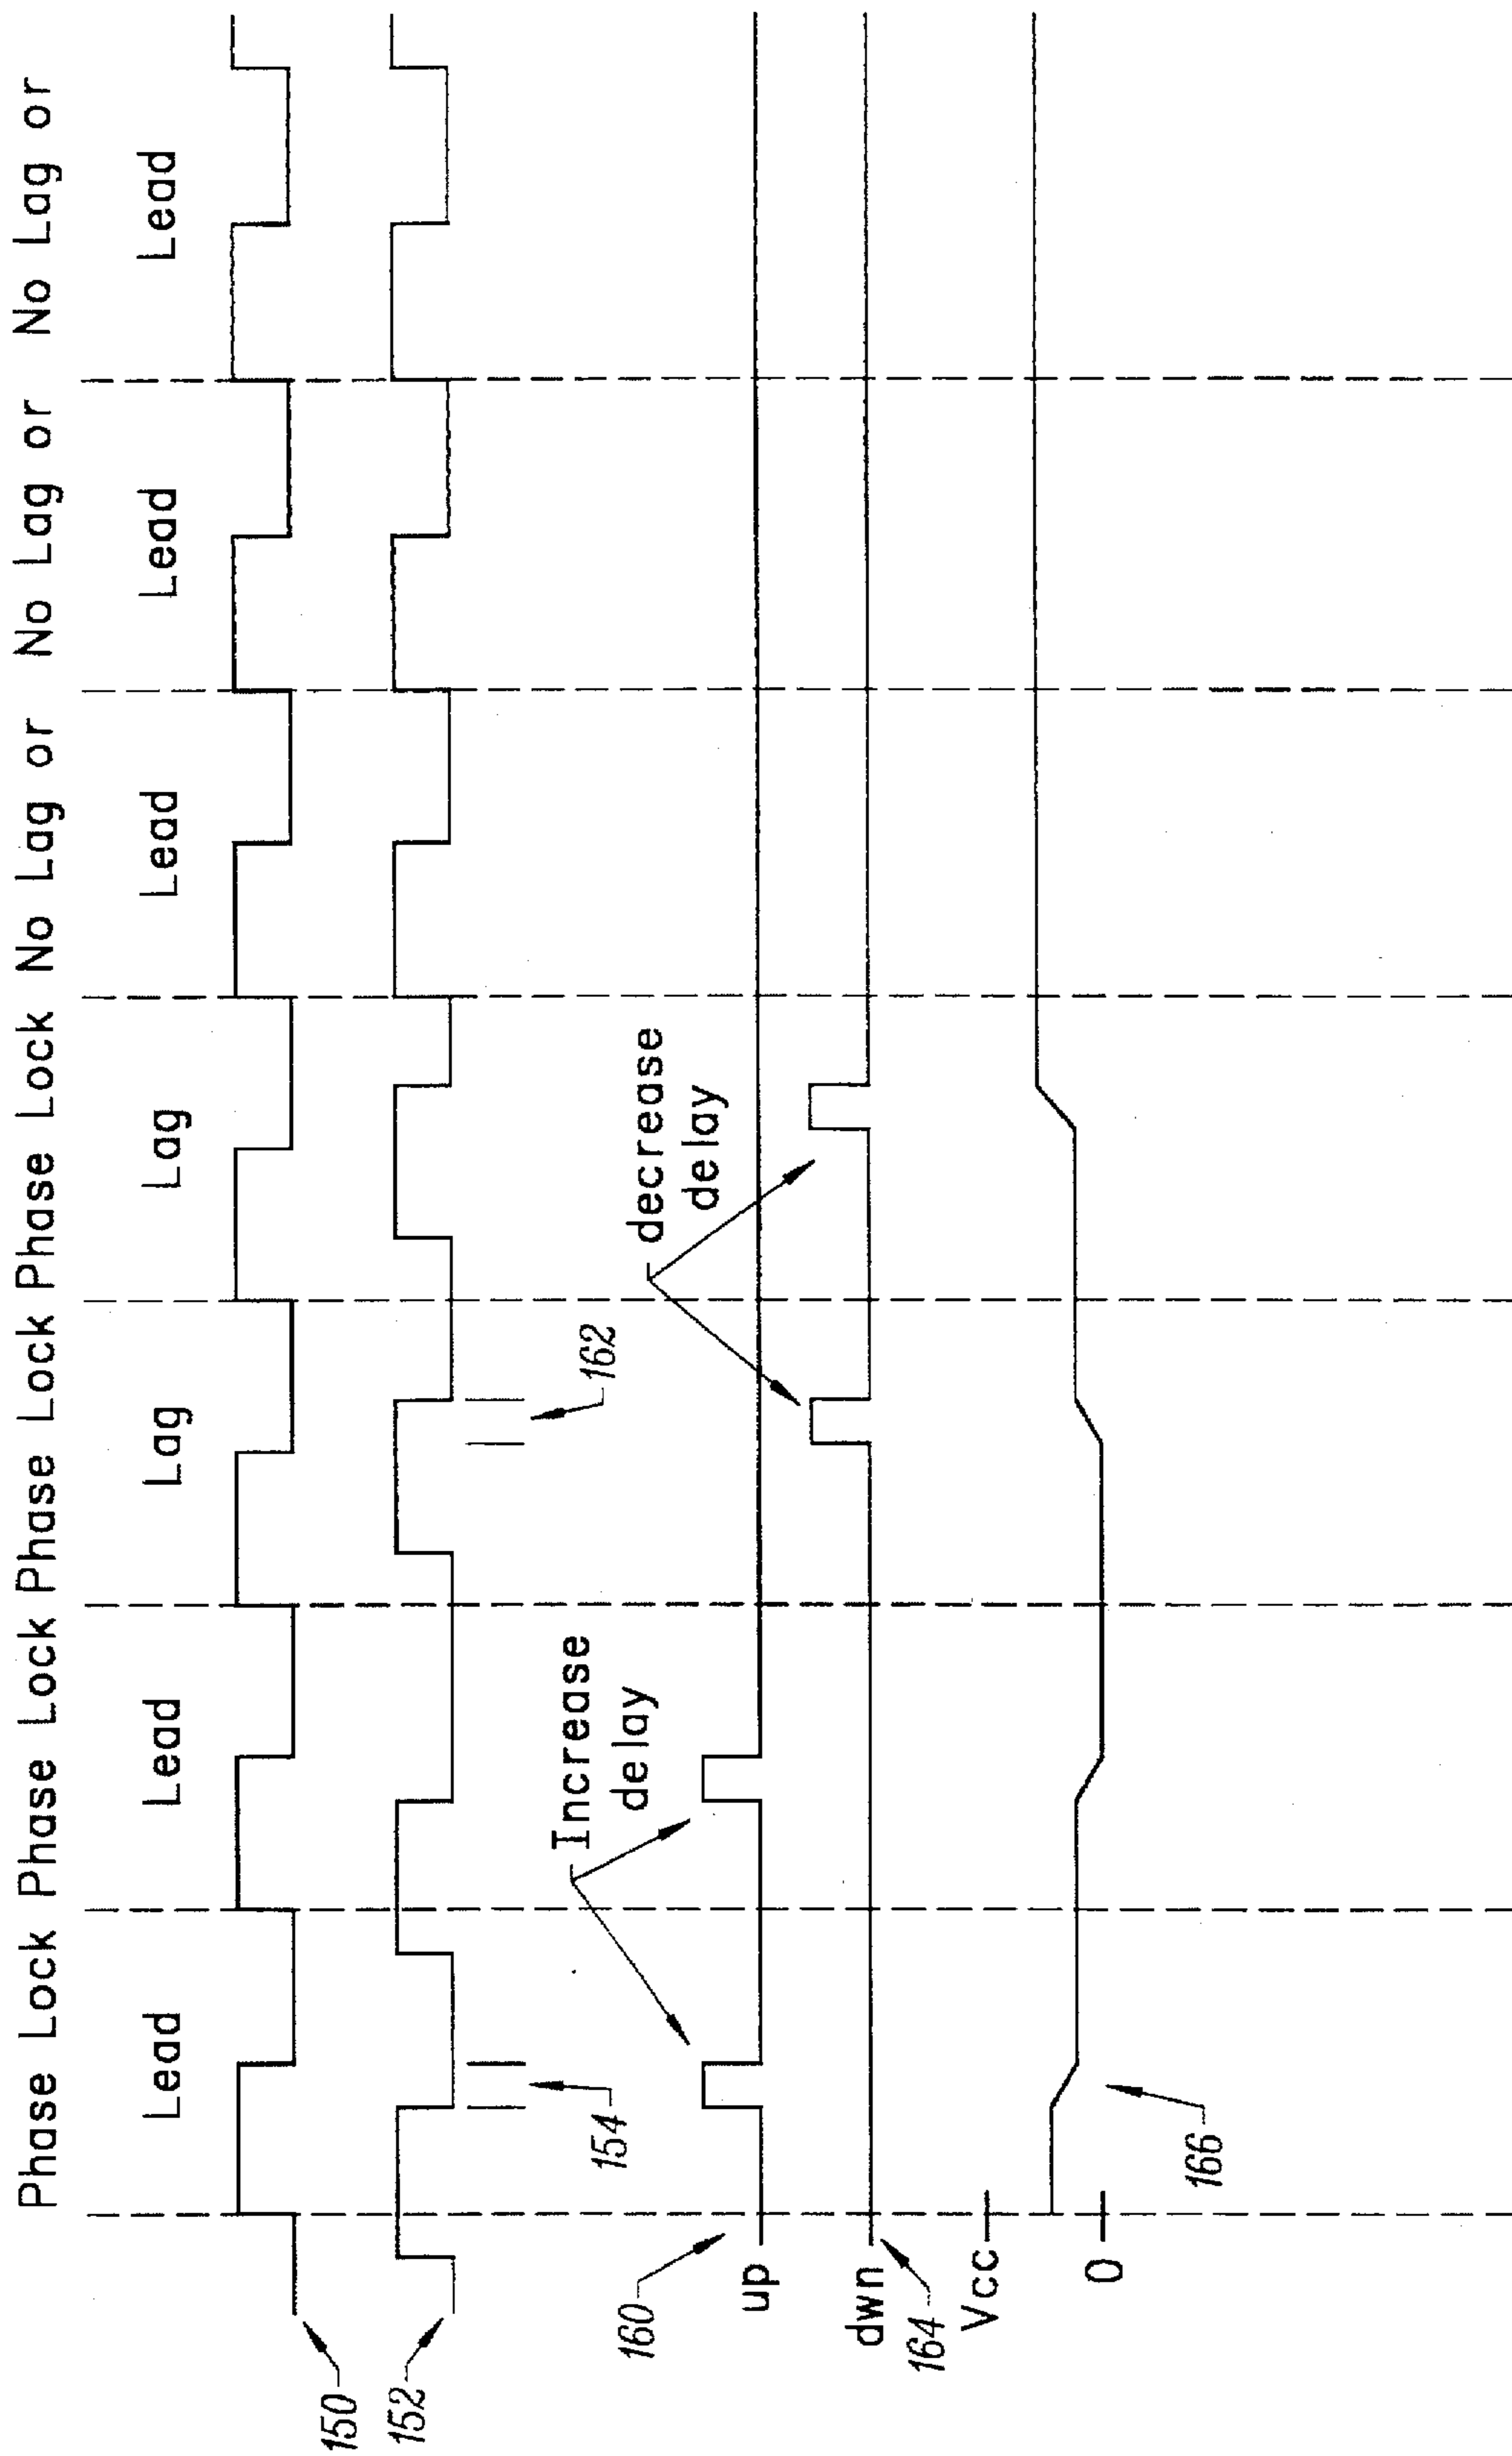 Phase Lock Phase Lock Phase Lock Phase Lock No Lag or No Lag or No Lag or
Lead Lead Lag Lag Lead Lead Lead
150
152
154
162
Increase
delay
decrease
delay
160
up
dwn
164
Vcc
0
166